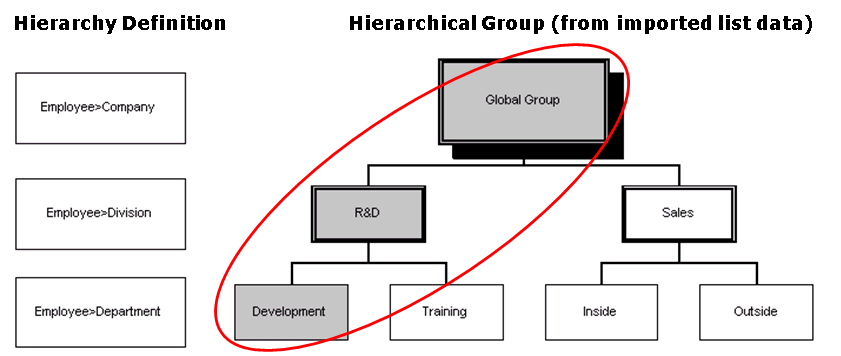 Hierarchy Definition
Hierarchical Group (from imported list data)
Employee>Company
Global Group
Employee>Division
R&D
Sales
Employee>Department
Development
Training
Inside
Outside